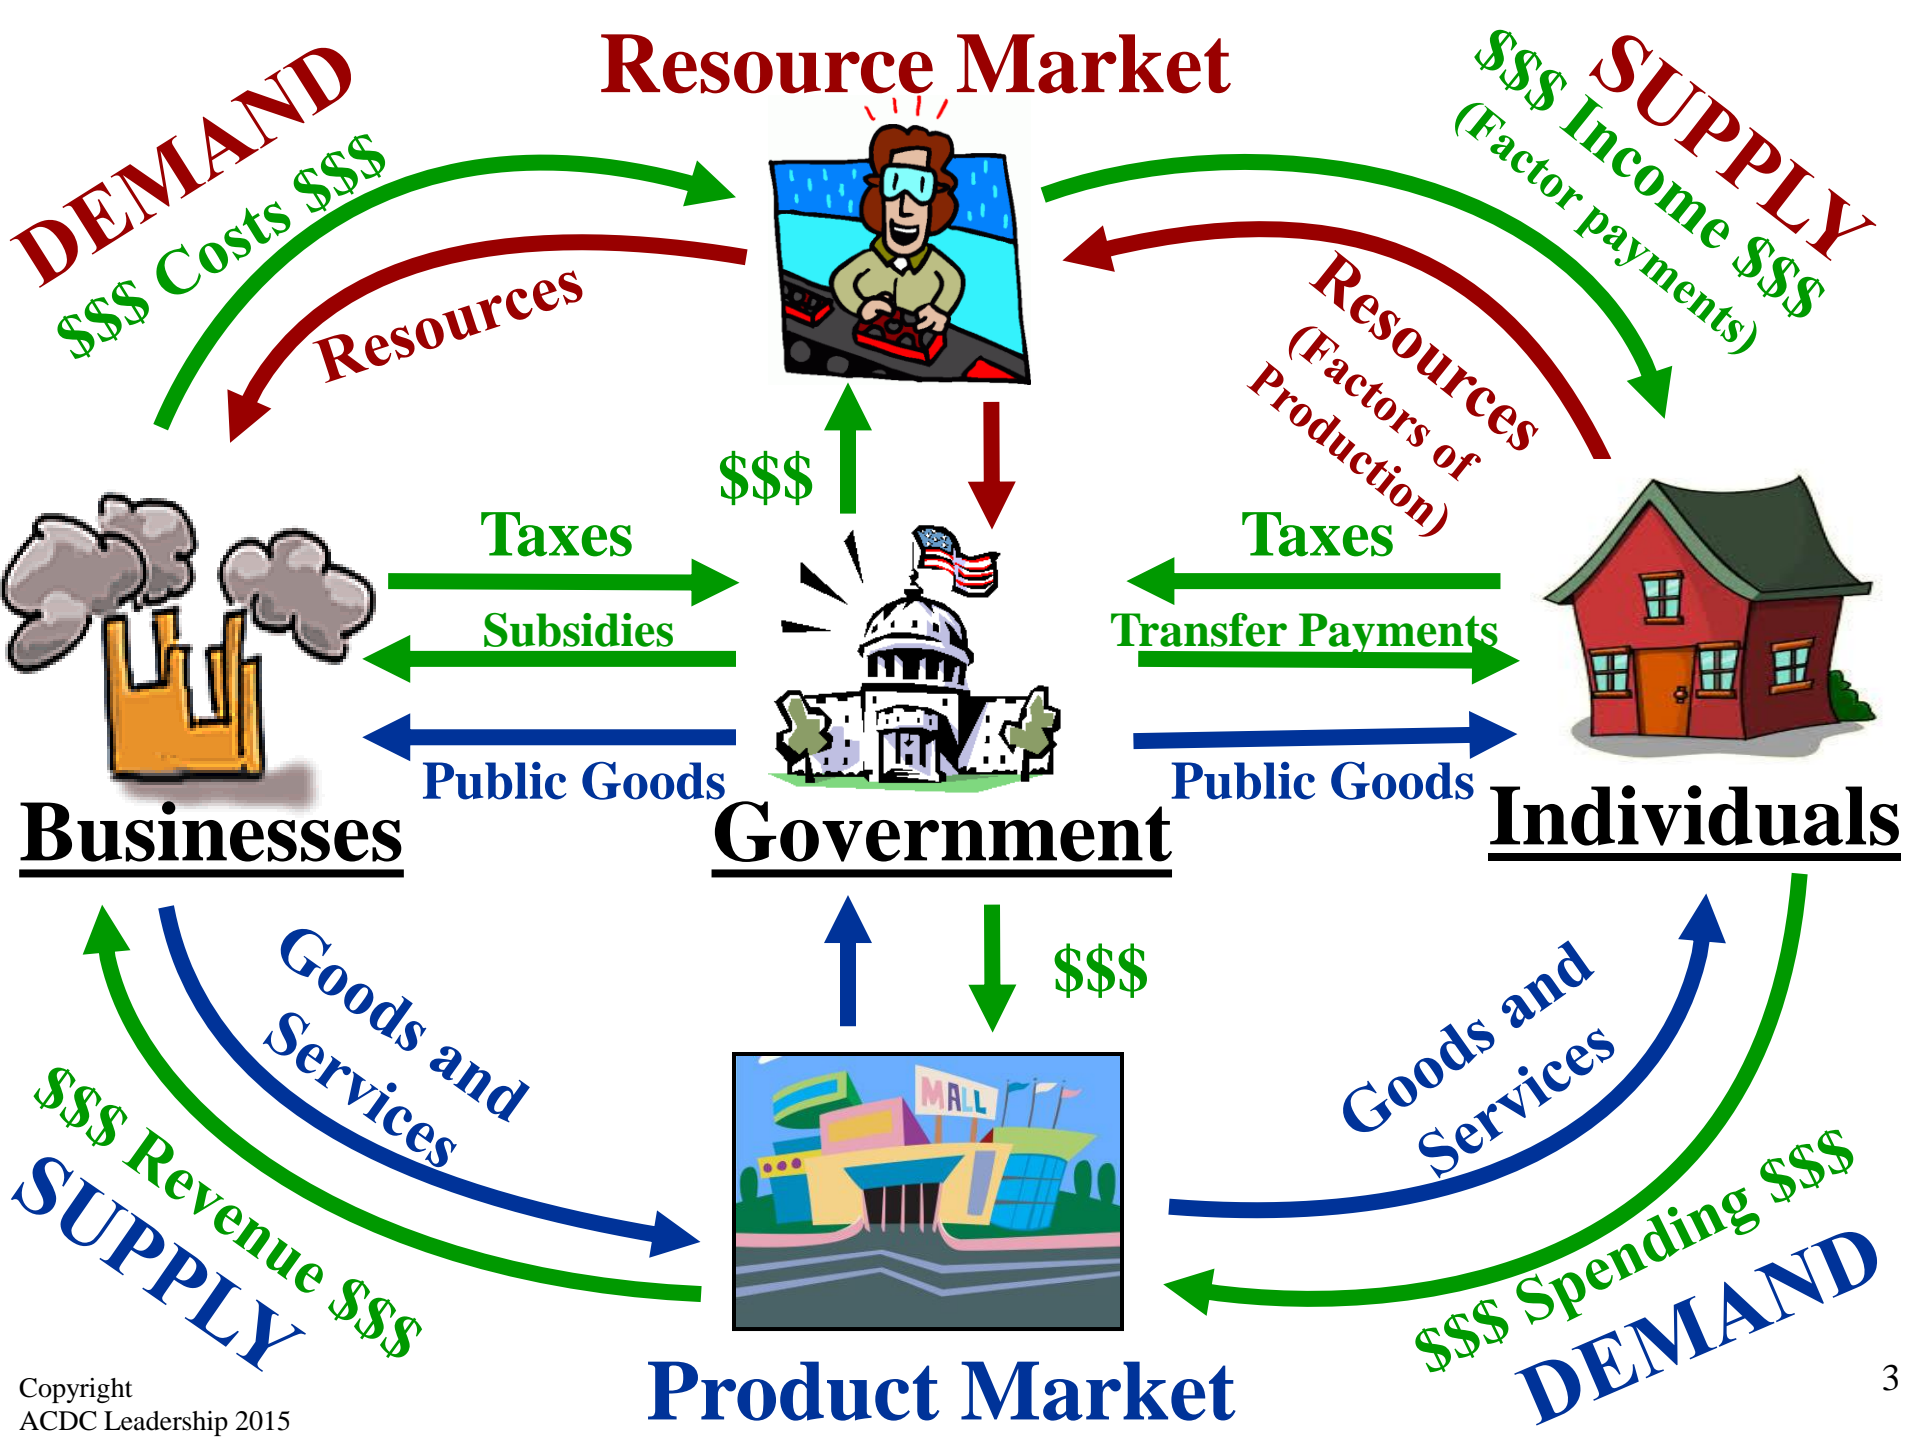 Resource Market
DEMAND
$$$ Costs $$$
Resources
SUPPLY
$$$ Income $$$
(Factor payments)
Resources
(Factors of
Production)
$$$
Taxes
Subsidies
Public Goods
Taxes
Transfer Payments
Public Goods
Businesses
Government
Individuals
Goods and
Services
$$$ Revenue $$$
SUPPLY
$$$
MALL
Goods and
Services
$$$ Spending $$$
DEMAND
Product Market
Copyright
ACDC Leadership 2015
3